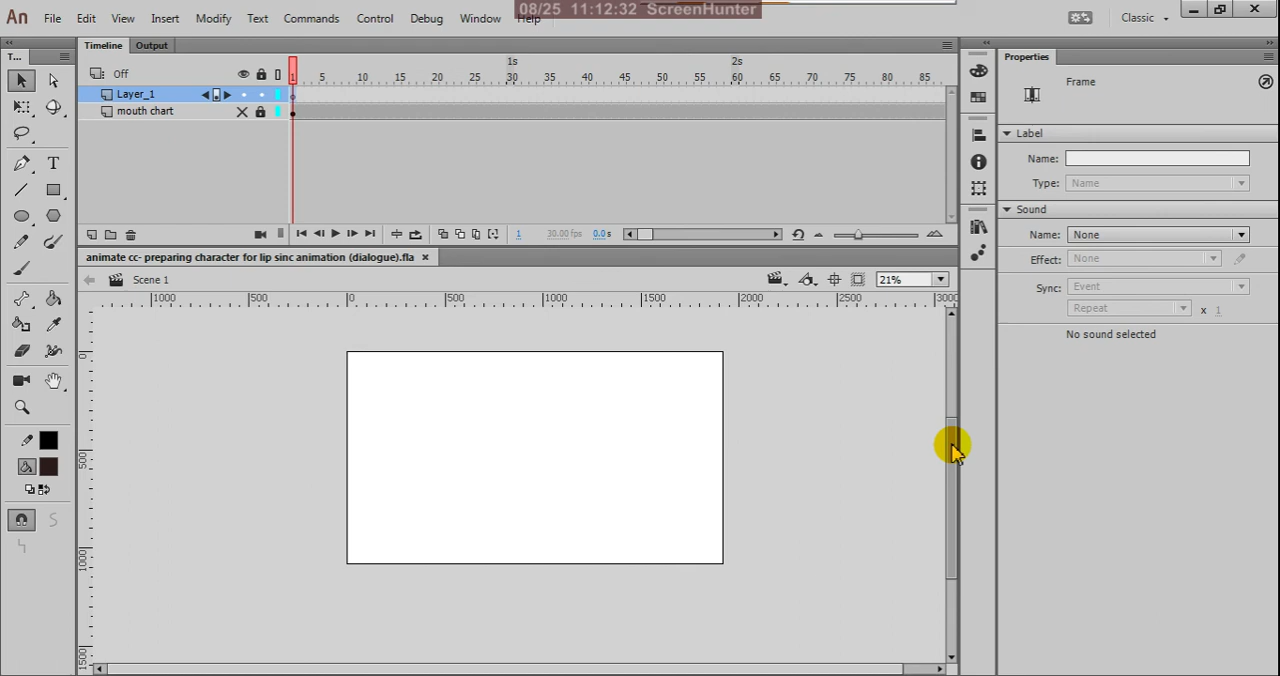 08/25 11:12:32 ScreenHunter
An File Edit View Insert Modify Text Commands Control Debug Window Help Classic
T... Timeline Output Properties
Off 1 5 10 15 20 25 1s 30 35 40 45 50 55 2s 60 65 70 75 80 85
Layer_1
mouth chart
1 30.00 fps 0.0s
animate cc- preparing character for lip sinc animation (dialogue).fla
Scene 1 21%
1000 500 0 500 1000 1500 2000 2500 3000
0
500
1000
1500
Frame
Label
Name:
Type: Name
Sound
Name: None
Effect: None
Sync: Event
Repeat x 1
No sound selected